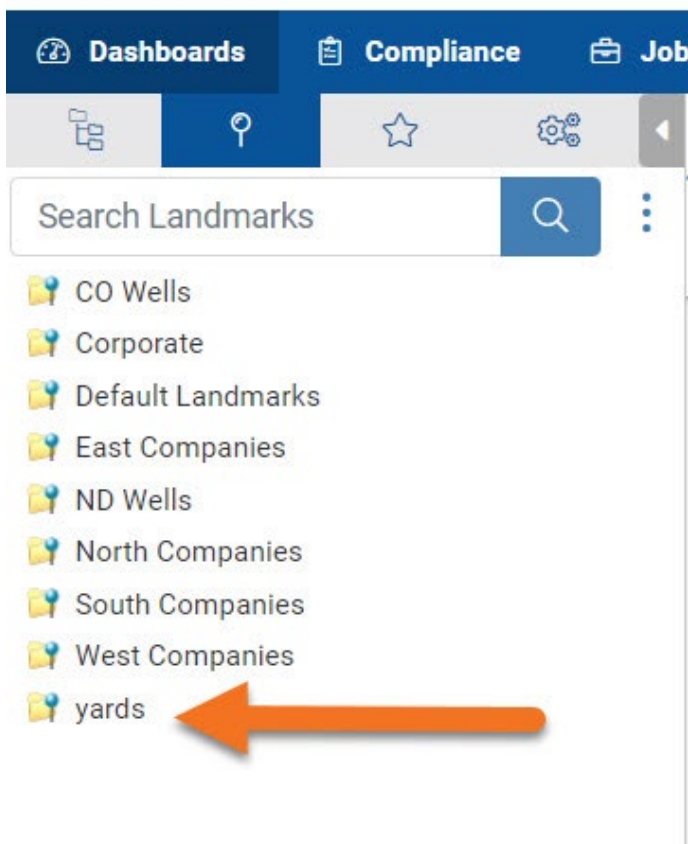 Dashboards Compliance Job
Search Landmarks
CO Wells
Corporate
Default Landmarks
East Companies
ND Wells
North Companies
South Companies
West Companies
yards